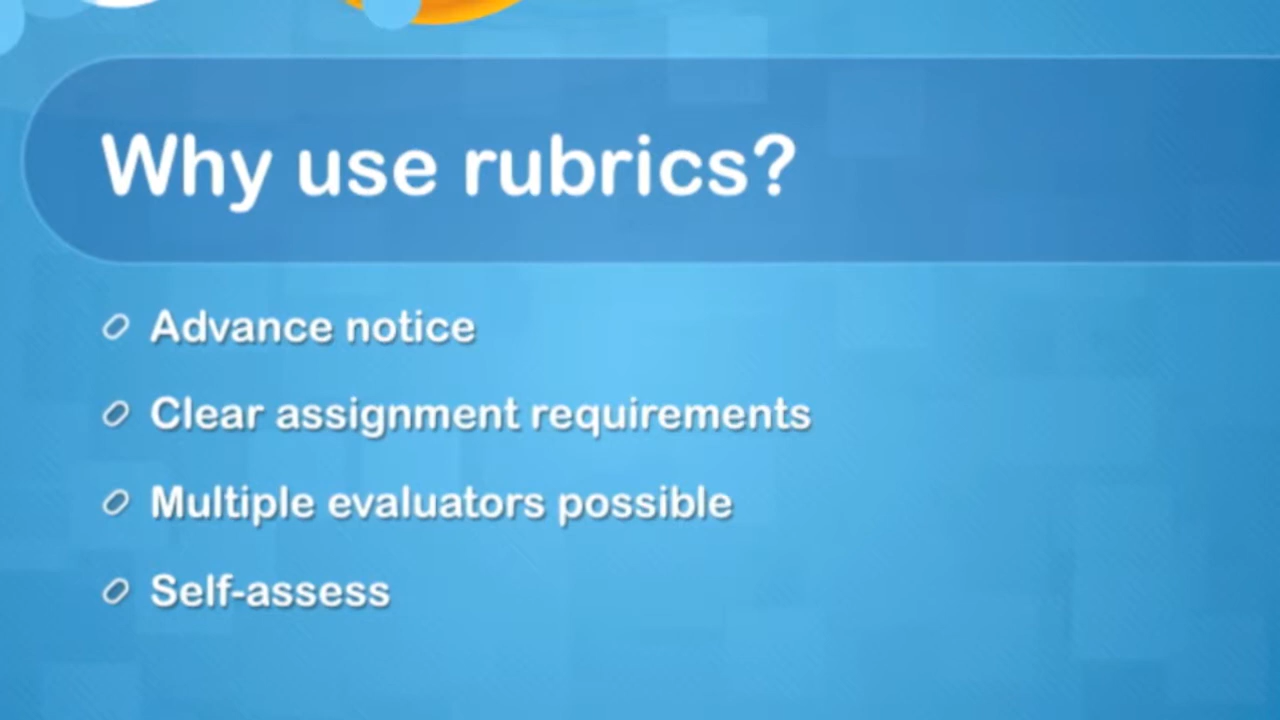 Why use rubrics?
Advance notice
Clear assignment requirements
Multiple evaluators possible
Self-assess